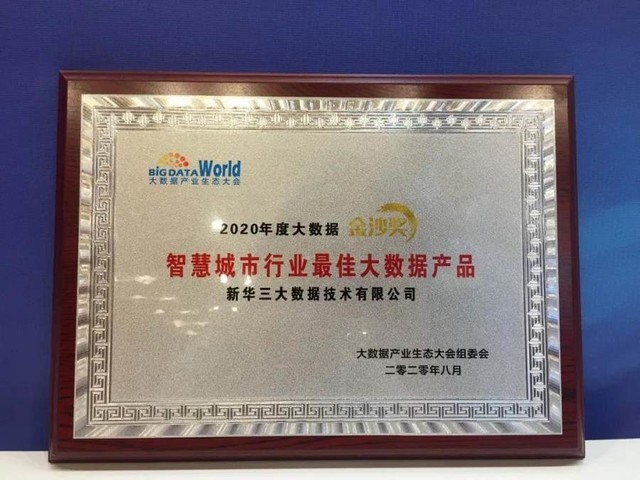 BiG DATA World
大数据产业生态大会
2020年度大数据 金沙奖
智慧城市行业最佳大数据产品
新华三大数据技术有限公司
大数据产业生态大会组委会
二零二零年八月